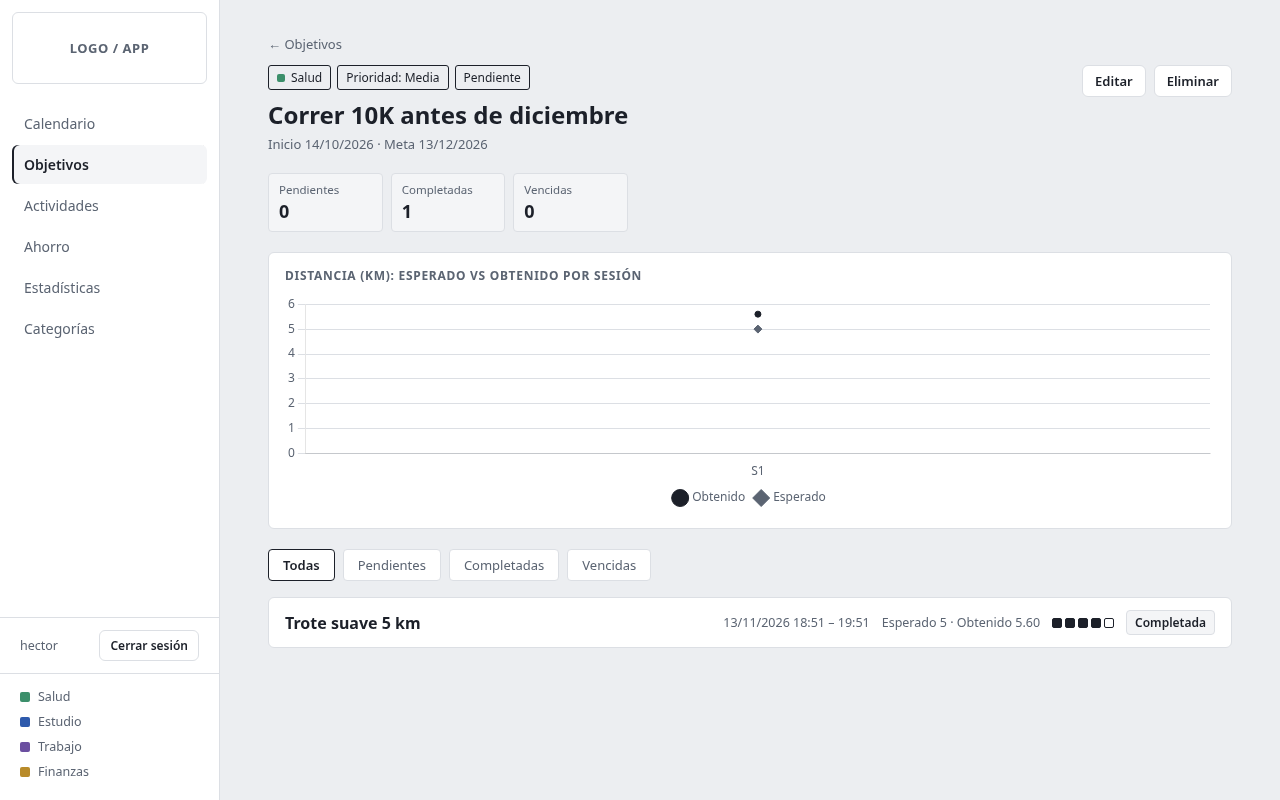 LOGO / APP
Calendario
Objetivos
Actividades
Ahorro
Estadísticas
Categorías
hector
Cerrar sesión
Salud
Estudio
Trabajo
Finanzas
← Objetivos
Salud
Prioridad: Media
Pendiente
Editar
Eliminar
Correr 10K antes de diciembre
Inicio 14/10/2026 · Meta 13/12/2026
Pendientes
0
Completadas
1
Vencidas
0
DISTANCIA (KM): ESPERADO VS OBTENIDO POR SESIÓN
6
5
4
3
2
1
0
S1
Obtenido
Esperado
Todas
Pendientes
Completadas
Vencidas
Trote suave 5 km
13/11/2026 18:51 – 19:51
Esperado 5 · Obtenido 5.60
Completada